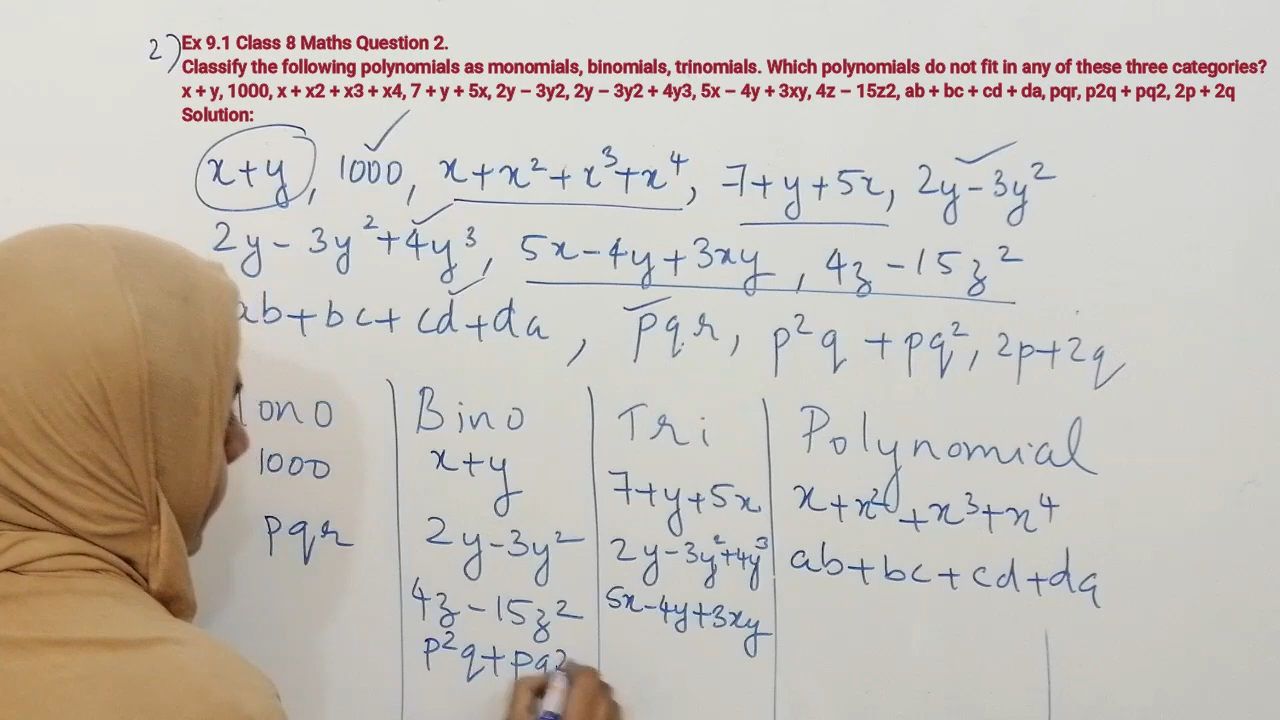 2) Ex 9.1 Class 8 Maths Question 2.
Classify the following polynomials as monomials, binomials, trinomials. Which polynomials do not fit in any of these three categories?
x + y, 1000, x + x2 + x3 + x4, 7 + y + 5x, 2y – 3y2, 2y – 3y2 + 4y3, 5x – 4y + 3xy, 4z – 15z2, ab + bc + cd + da, pqr, p2q + pq2, 2p + 2q
Solution:
x+y, 1000, x+x²+x³+x⁴, 7+y+5x, 2y-3y²
2y-3y²+4y³, 5x-4y+3xy, 4z-15z²
ab+bc+cd+da, pqr, p²q+pq², 2p+2q
ono Bino Tri Polynomial
1000 x+y 7+y+5x x+x²+x³+x⁴
pqr 2y-3y² 2y-3y²+4y³ ab+bc+cd+da
4z-15z² 5x-4y+3xy
p²q+pq2